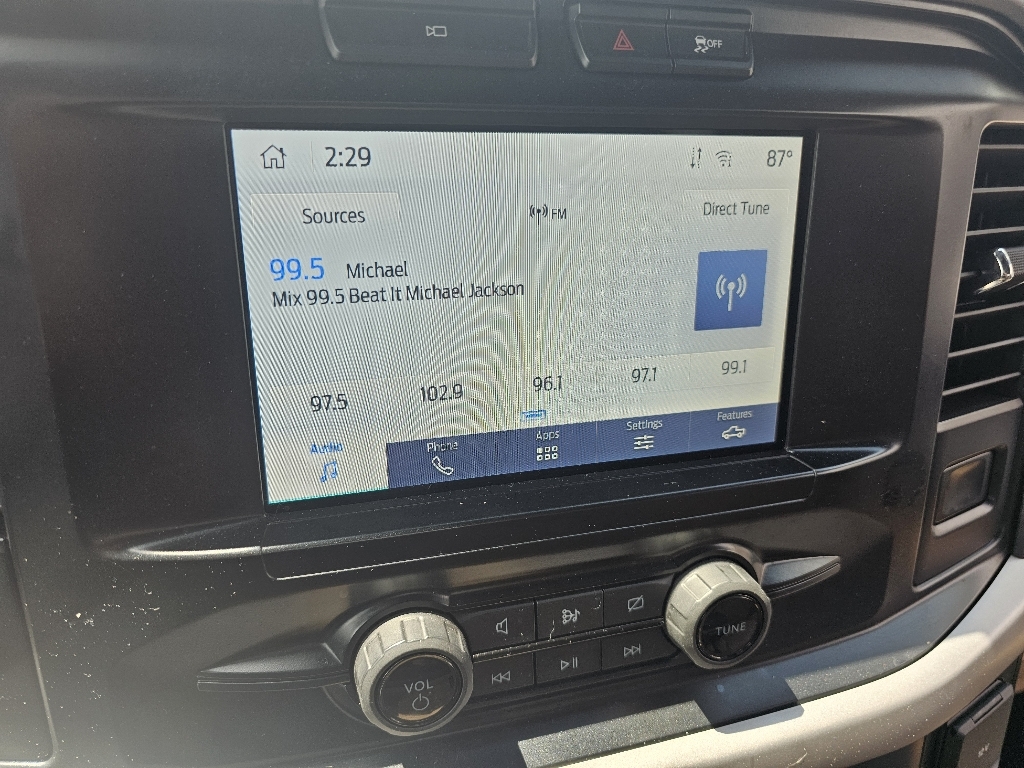 OFF
2:29
87°
Sources
FM
Direct Tune
99.5 Michael
Mix 99.5 Beat It Michael Jackson
97.5 102.9 96.1 97.1 99.1
Audio Phone Apps Settings Features
VOL
TUNE